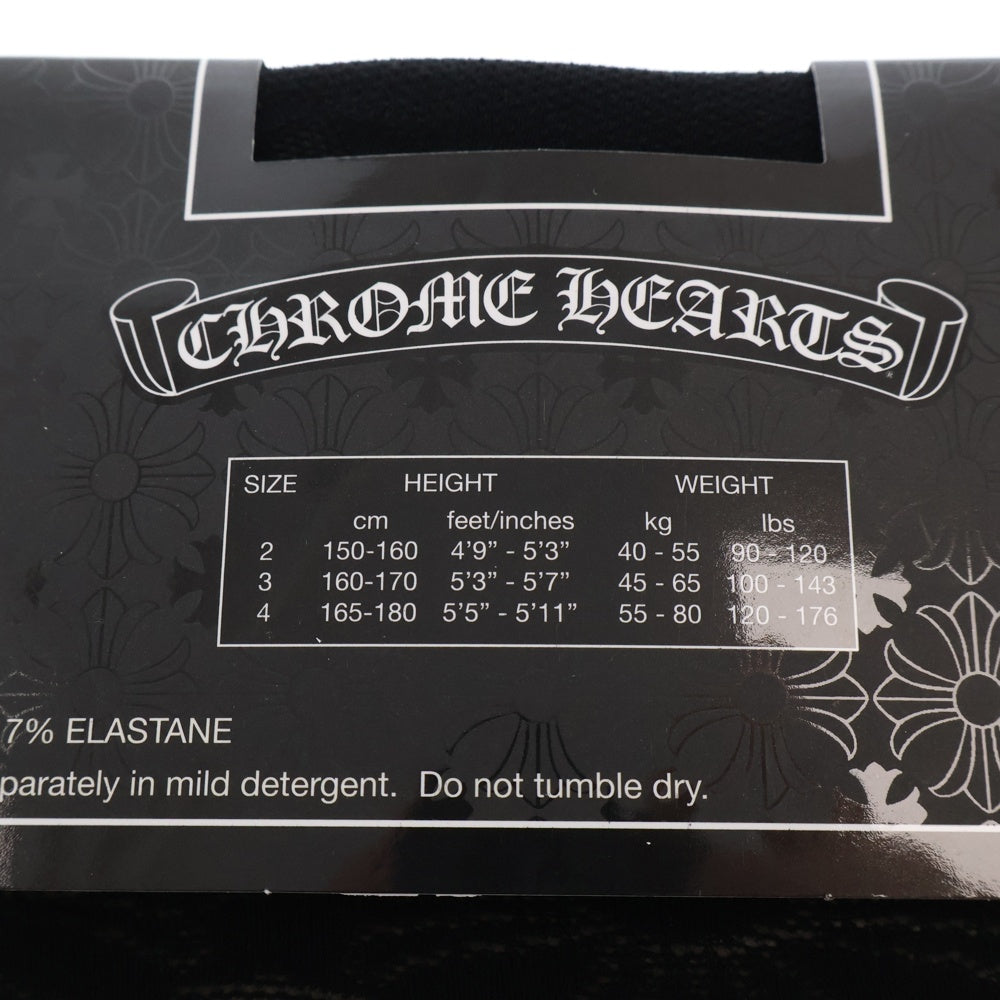 CHROME HEARTS®
SIZE HEIGHT WEIGHT
cm feet/inches kg lbs
2 150-160 4’9” - 5’3” 40 - 55 90 - 120
3 160-170 5’3” - 5’7” 45 - 65 100 - 143
4 165-180 5’5” - 5’11” 55 - 80 120 - 176
7% ELASTANE
parately in mild detergent. Do not tumble dry.